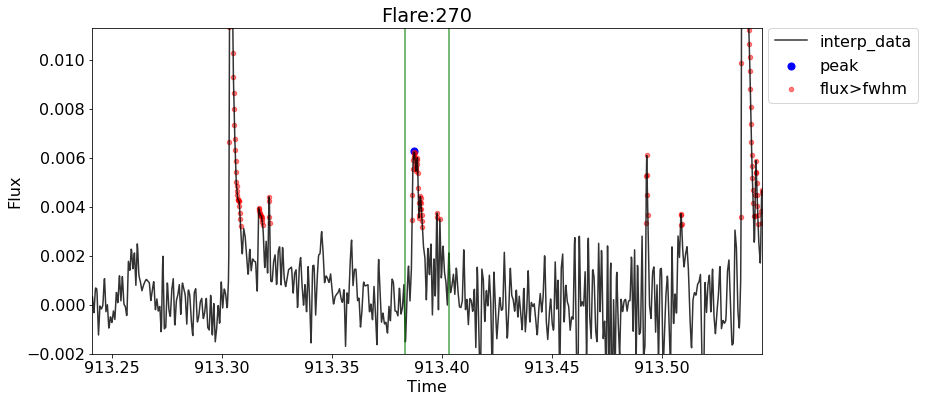 Flare:270
interp_data
peak
flux>fwhm
0.010
0.008
0.006
0.004
0.002
0.000
−0.002
Flux
913.25 913.30 913.35 913.40 913.45 913.50
Time